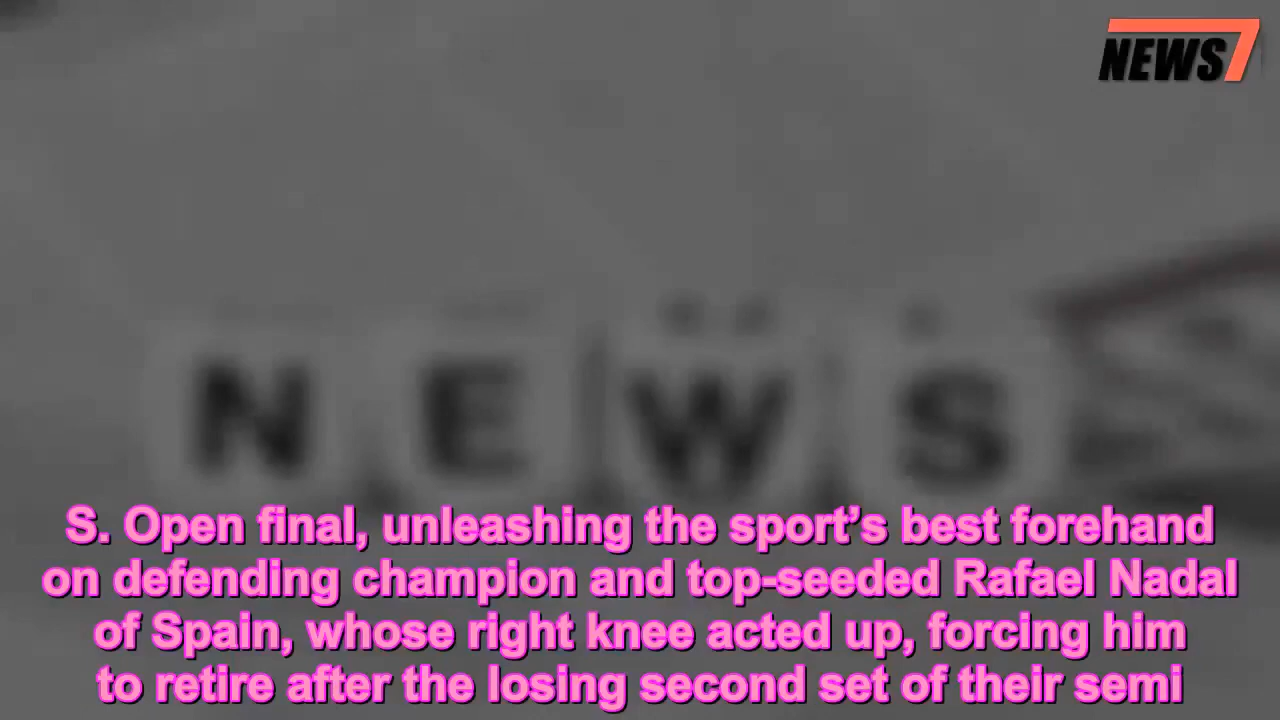 NEWS7
NEWS
S. Open final, unleashing the sport’s best forehand
on defending champion and top-seeded Rafael Nadal
of Spain, whose right knee acted up, forcing him
to retire after the losing second set of their semi